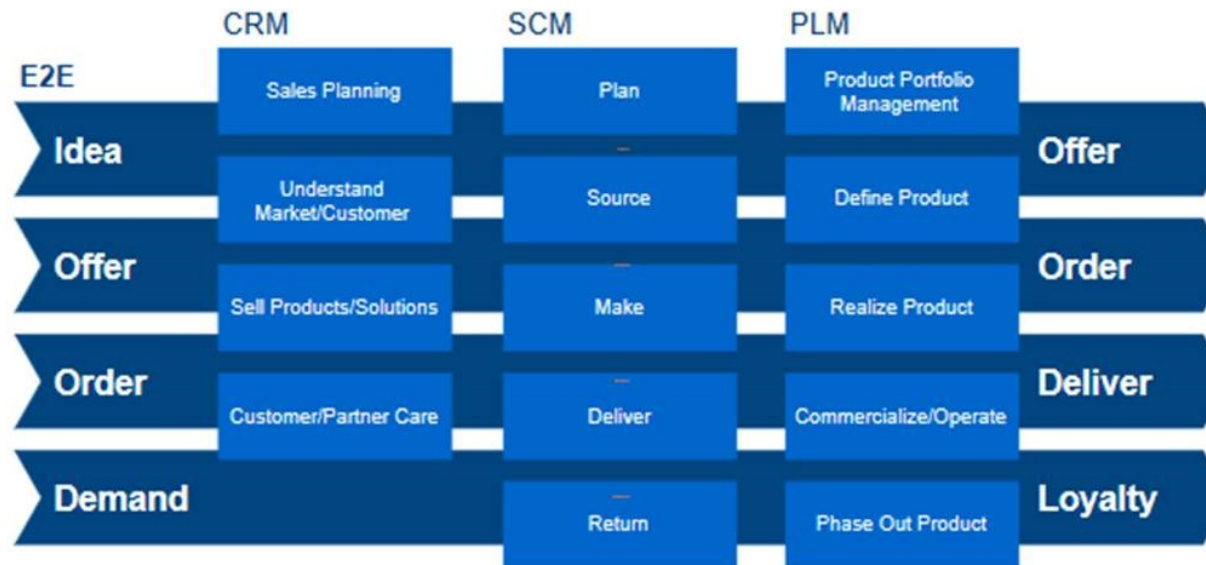 CRM
SCM
PLM
E2E
Sales Planning
Plan
Product Portfolio
Management
Idea
Offer
Understand
Market/Customer
Source
Define Product
Offer
Order
Sell Products/Solutions
Make
Realize Product
Order
Deliver
Customer/Partner Care
Deliver
Commercialize/Operate
Demand
Loyalty
Return
Phase Out Product